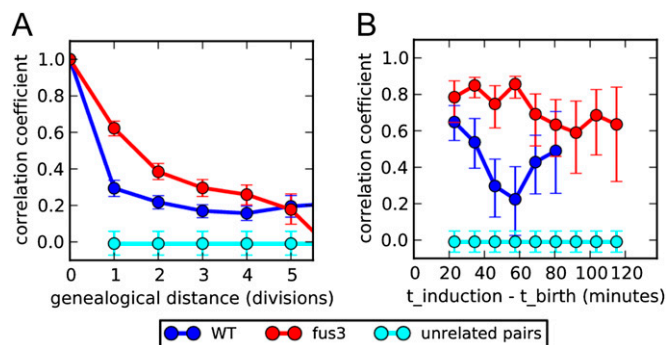 A
B
correlation coefficient
1.0
0.8
0.6
0.4
0.2
0.0
0 1 2 3 4 5
genealogical distance (divisions)
correlation coefficient
1.0
0.8
0.6
0.4
0.2
0.0
0 20 40 60 80 100 120
t_induction - t_birth (minutes)
WT fus3 unrelated pairs